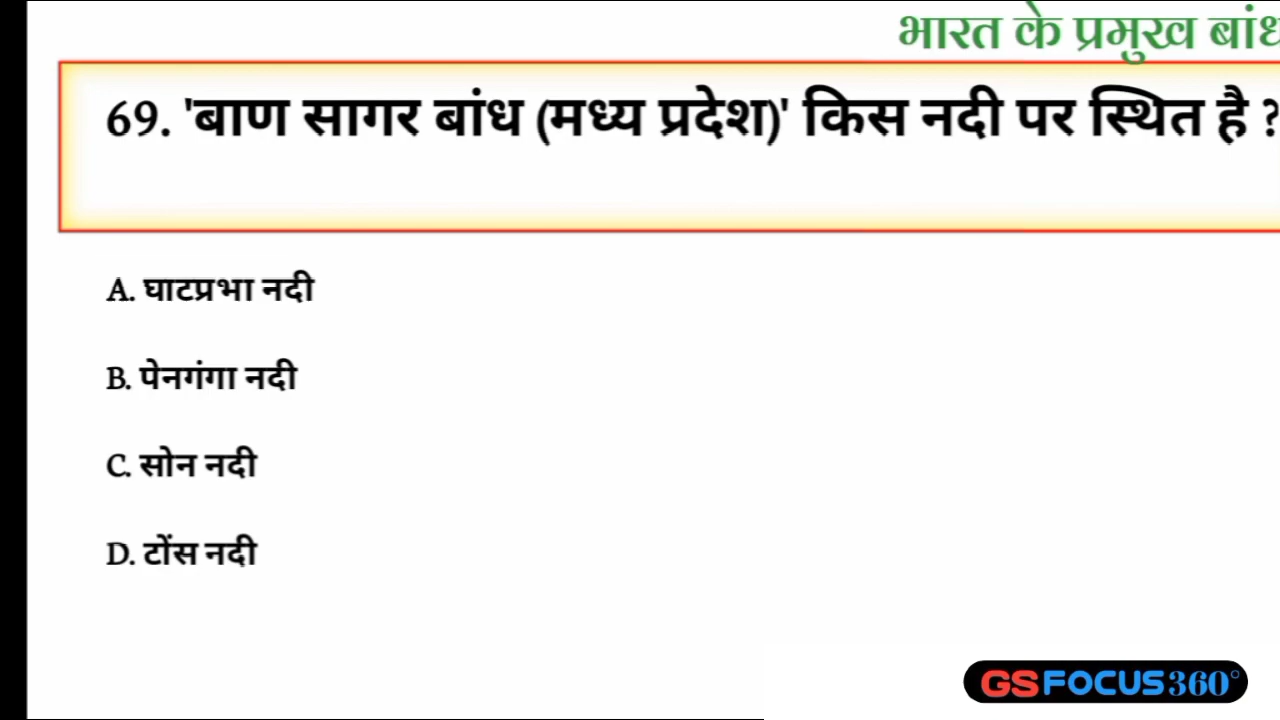 भारत के प्रमुख बांध
69. 'बाण सागर बांध (मध्य प्रदेश)' किस नदी पर स्थित है ?
A. घाटप्रभा नदी
B. पेनगंगा नदी
C. सोन नदी
D. टोंस नदी
GSFOCUS360°